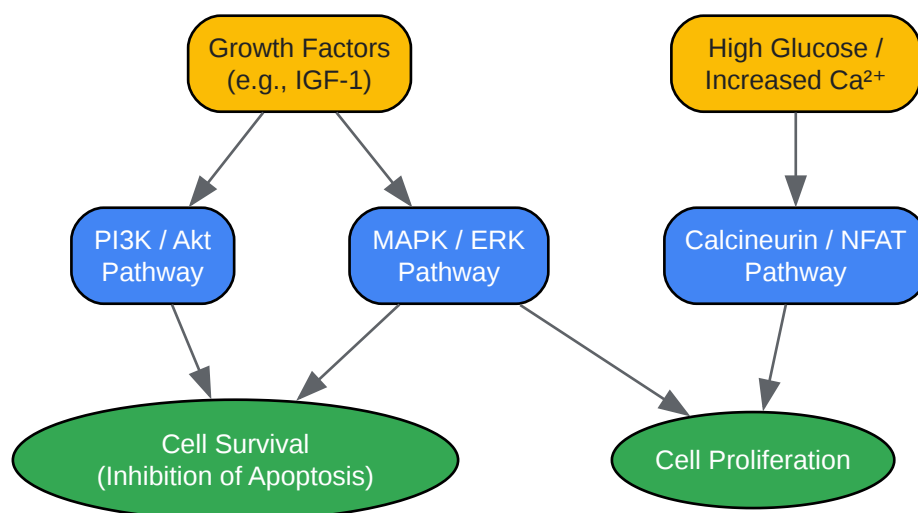 Growth Factors
(e.g., IGF-1)
High Glucose /
Increased Ca²⁺
PI3K / Akt
Pathway
MAPK / ERK
Pathway
Calcineurin / NFAT
Pathway
Cell Survival
(Inhibition of Apoptosis)
Cell Proliferation